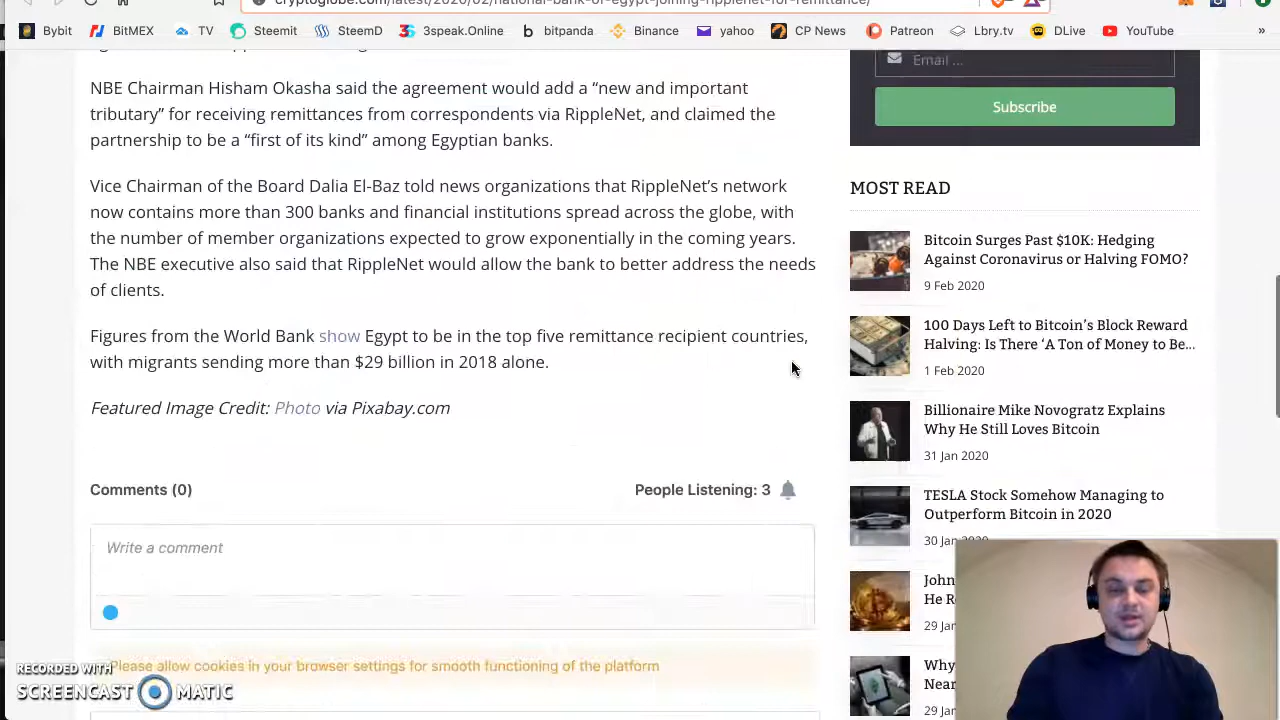 cryptoglobe.com/latest/2020/02/national-bank-of-egypt-joining-ripplenet-for-remittance/
Bybit
BitMEX
TV
Steemit
SteemD
3speak.Online
bitpanda
Binance
yahoo
CP News
Patreon
Lbry.tv
DLive
YouTube
»
NBE Chairman Hisham Okasha said the agreement would add a “new and important
tributary” for receiving remittances from correspondents via RippleNet, and claimed the
partnership to be a “first of its kind” among Egyptian banks.
Vice Chairman of the Board Dalia El-Baz told news organizations that RippleNet’s network
now contains more than 300 banks and financial institutions spread across the globe, with
the number of member organizations expected to grow exponentially in the coming years.
The NBE executive also said that RippleNet would allow the bank to better address the needs
of clients.
Figures from the World Bank show Egypt to be in the top five remittance recipient countries,
with migrants sending more than $29 billion in 2018 alone.
Featured Image Credit: Photo via Pixabay.com
Comments (0)
People Listening: 3
Write a comment
Please allow cookies in your browser settings for smooth functioning of the platform
Email ...
Subscribe
MOST READ
Bitcoin Surges Past $10K: Hedging
Against Coronavirus or Halving FOMO?
9 Feb 2020
100 Days Left to Bitcoin’s Block Reward
Halving: Is There ‘A Ton of Money to Be...
1 Feb 2020
Billionaire Mike Novogratz Explains
Why He Still Loves Bitcoin
31 Jan 2020
TESLA Stock Somehow Managing to
Outperform Bitcoin in 2020
30 Jan 2020
John
He R
29 Jan
Why
Near
29 Jan
RECORDED WITH
SCREENCAST MATIC